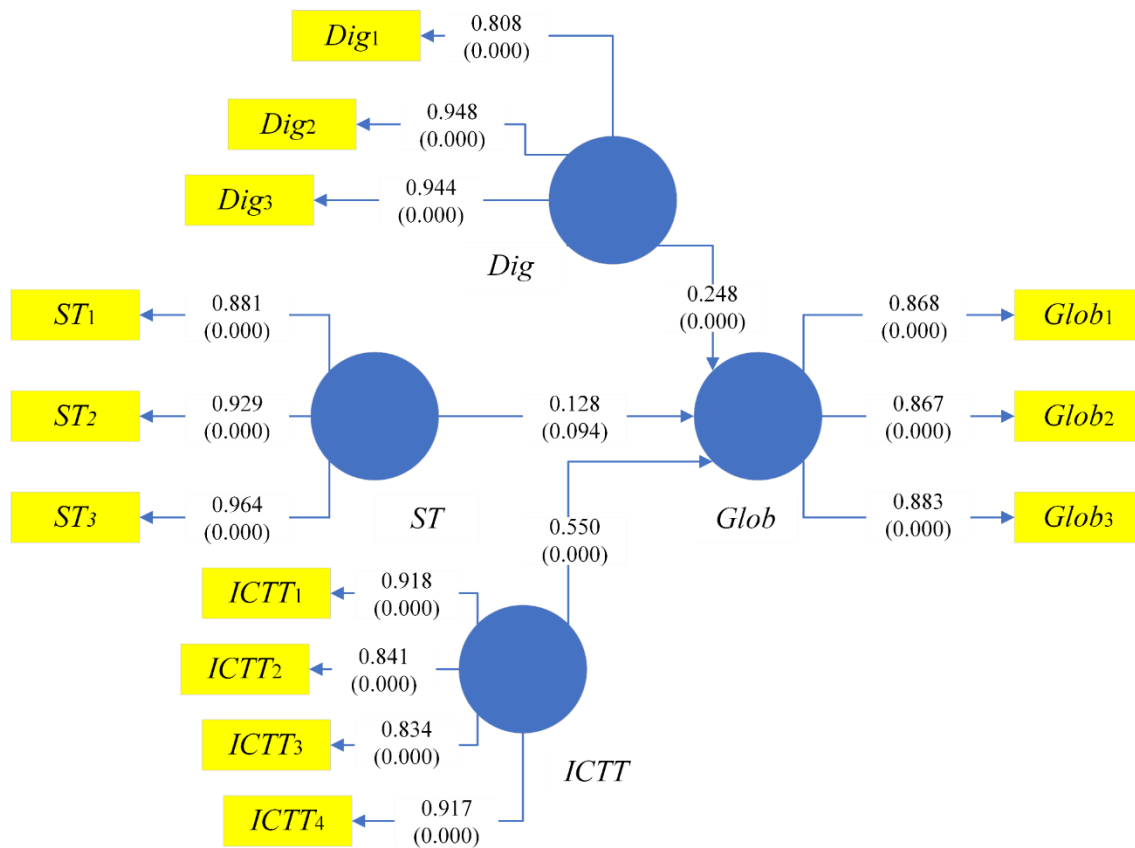 Dig1
0.808
(0.000)
Dig2
0.948
(0.000)
Dig3
0.944
(0.000)
Dig
0.248
(0.000)
ST1
0.881
(0.000)
ST2
0.929
(0.000)
ST3
0.964
(0.000)
ST
0.128
(0.094)
Glob
0.868
(0.000)
Glob1
0.867
(0.000)
Glob2
0.883
(0.000)
Glob3
0.550
(0.000)
ICTT1
0.918
(0.000)
ICTT2
0.841
(0.000)
ICTT3
0.834
(0.000)
ICTT
ICTT4
0.917
(0.000)